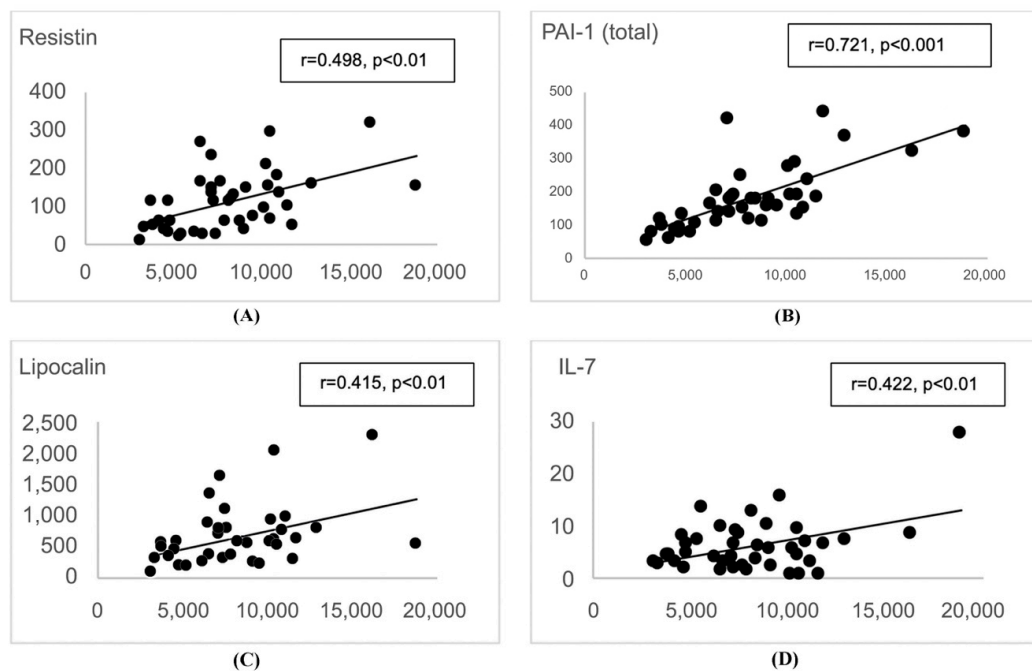 Resistin
r=0.498, p<0.01
400
300
200
100
0
0 5,000 10,000 15,000 20,000
(A)
PAI-1 (total)
r=0.721, p<0.001
500
400
300
200
100
0
0 5,000 10,000 15,000 20,000
(B)
Lipocalin
r=0.415, p<0.01
2,500
2,000
1,500
1,000
500
0
0 5,000 10,000 15,000 20,000
(C)
IL-7
r=0.422, p<0.01
30
20
10
0
0 5,000 10,000 15,000 20,000
(D)